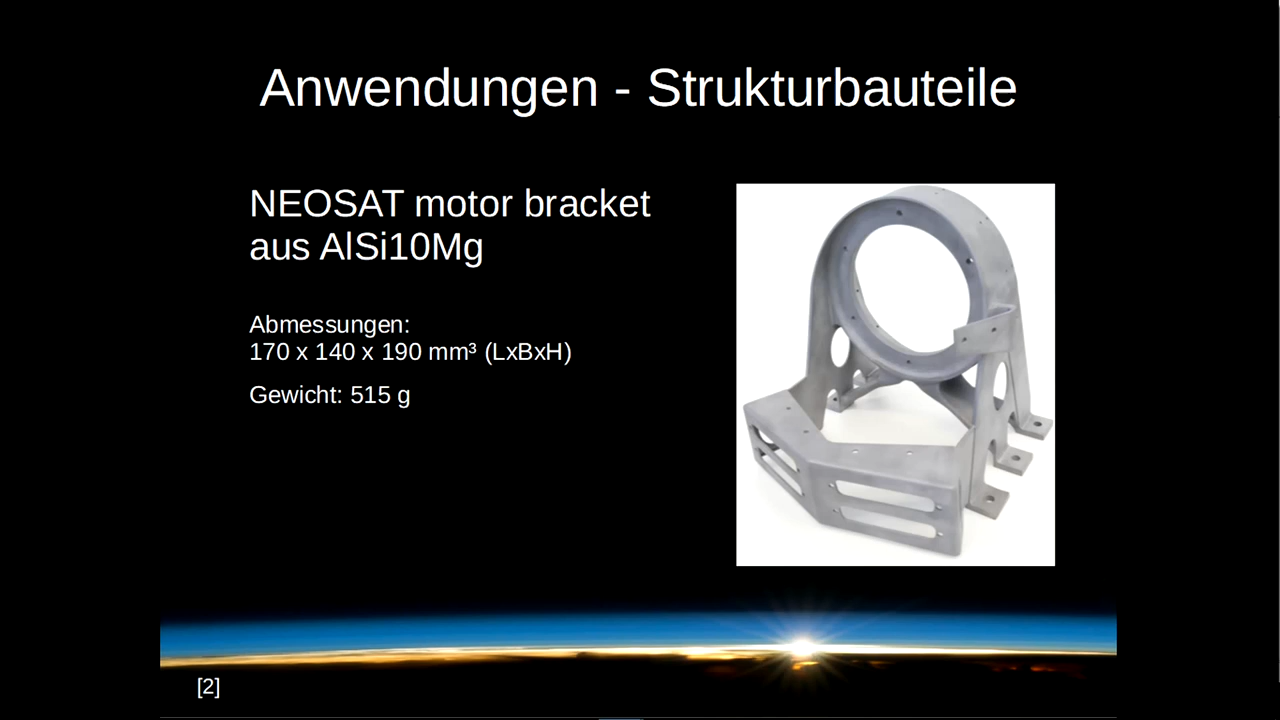 Anwendungen - Strukturbauteile
NEOSAT motor bracket
aus AlSi10Mg
Abmessungen:
170 x 140 x 190 mm³ (LxBxH)
Gewicht: 515 g
[2]